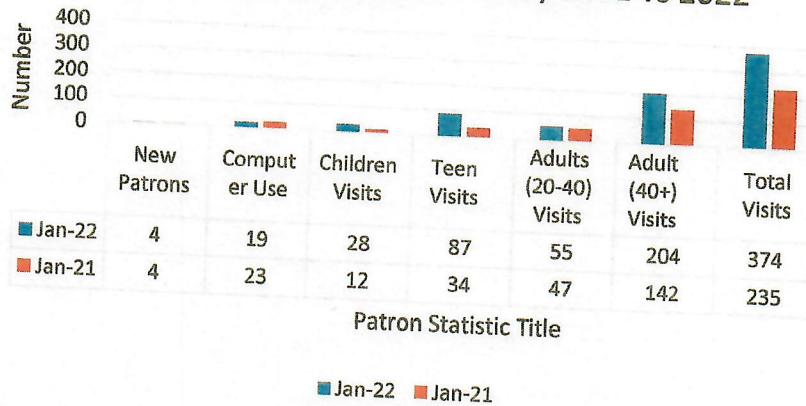 2022
Number
400
300
200
100
0
New Patrons
Comput er Use
Children Visits
Teen Visits
Adults (20-40) Visits
Adult (40+) Visits
Total Visits
Jan-22 4 19 28 87 55 204 374
Jan-21 4 23 12 34 47 142 235
Patron Statistic Title
Jan-22 Jan-21